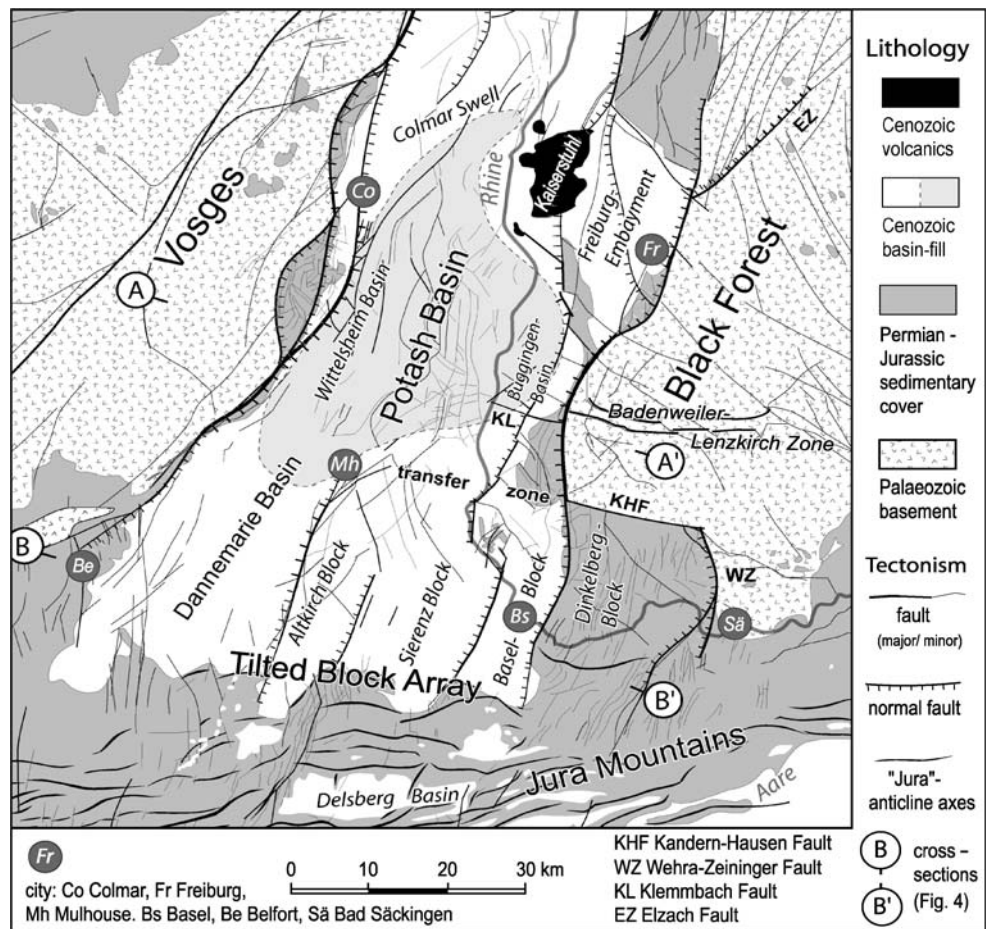 Colmar Swell
Rhine
Kaiserstuhl
Freiburg-
Embayment
EZ
Co
Fr
Vosges
A
Wittelsheim Basin
Potash Basin
Buggingen-
Basin
Black Forest
KL
Badenweiler-
Lenzkirch Zone
A'
Mh
transfer
zone
KHF
B
Be
Dannemarie Basin
Altkirch Block
Sierenz Block
Basel-
Block
Bs
Dinkelberg-
Block
WZ
Sä
Tilted Block Array
B'
Jura Mountains
Delsberg Basin
Aare
Lithology
Cenozoic
volcanics
Cenozoic
basin-fill
Permian -
Jurassic
sedimentary
cover
Palaeozoic
basement
Tectonism
fault
(major/ minor)
normal fault
"Jura"-
anticline axes
B
B'
cross –
sections
(Fig. 4)
Fr
city: Co Colmar, Fr Freiburg,
Mh Mulhouse. Bs Basel, Be Belfort, Sä Bad Säckingen
0 10 20 30 km
KHF Kandern-Hausen Fault
WZ Wehra-Zeininger Fault
KL Klemmbach Fault
EZ Elzach Fault